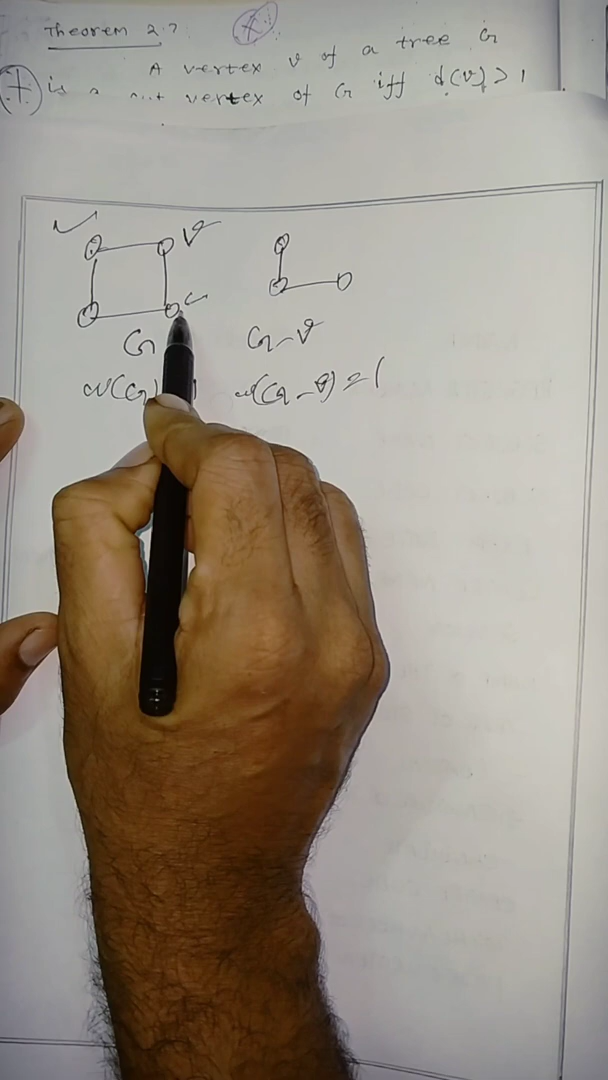 Theorem 2.7
A vertex v of a tree G
is a cut vertex of G iff d(v) > 1
v
G
G-v
w(G)
w(G-v) = 1